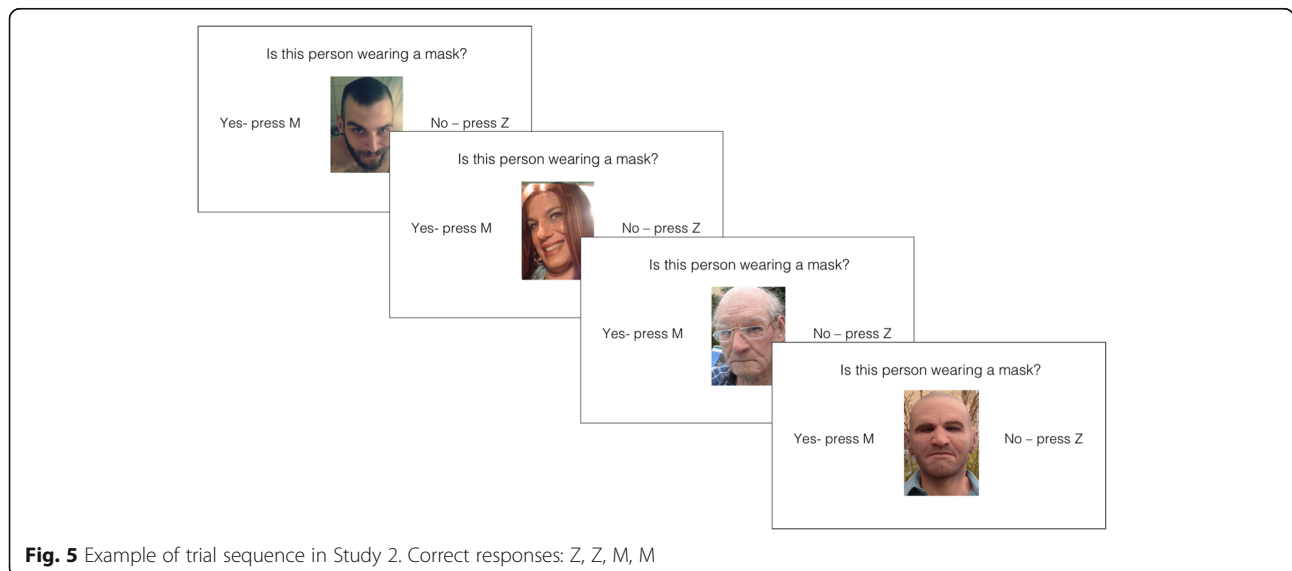 Is this person wearing a mask?
Yes- press M
No – press Z
Is this person wearing a mask?
Yes- press M
No – press Z
Is this person wearing a mask?
Yes- press M
No – press Z
Is this person wearing a mask?
Yes- press M
No – press Z
Fig. 5 Example of trial sequence in Study 2. Correct responses: Z, Z, M, M